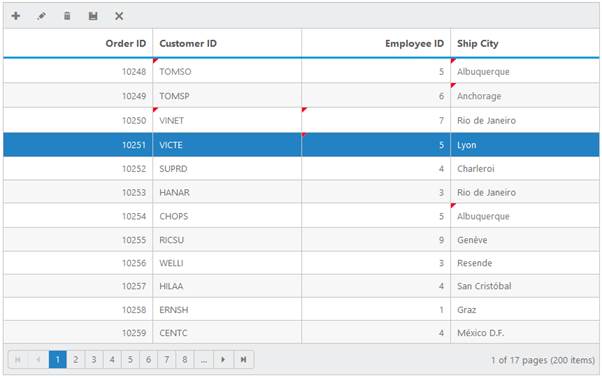 Order ID Customer ID Employee ID Ship City
10248 TOMSO 5 Albuquerque
10249 TOMSP 6 Anchorage
10250 VINET 7 Rio de Janeiro
10251 VICTE 5 Lyon
10252 SUPRD 4 Charleroi
10253 HANAR 3 Rio de Janeiro
10254 CHOPS 5 Albuquerque
10255 RICSU 9 Genève
10256 WELLI 3 Resende
10257 HILAA 4 San Cristóbal
10258 ERNSH 1 Graz
10259 CENTC 4 México D.F.
1 2 3 4 5 6 7 8 ... 1 of 17 pages (200 items)